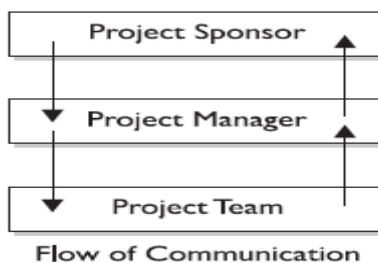 Project Sponsor
Project Manager
Project Team
Flow of Communication